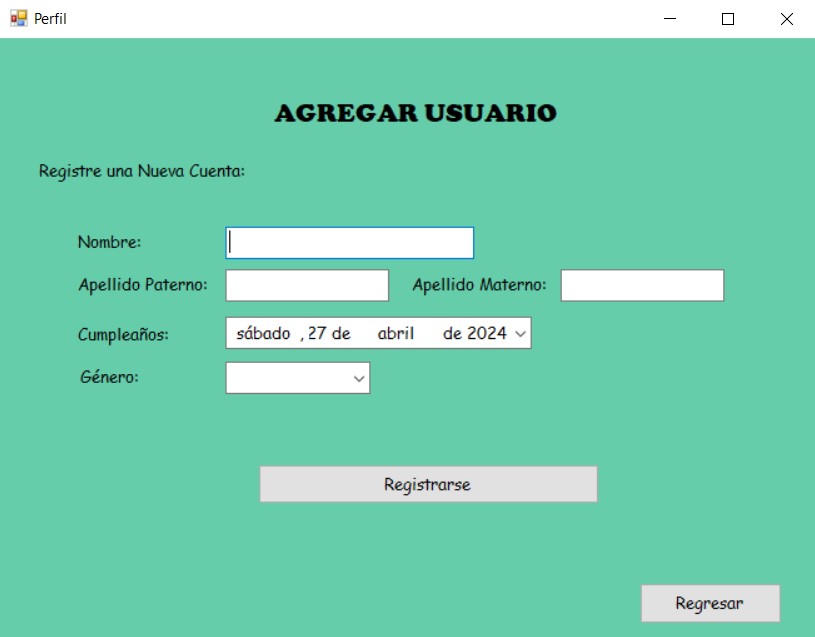 Perfil
AGREGAR USUARIO
Registre una Nueva Cuenta:
Nombre:
Apellido Paterno: Apellido Materno:
Cumpleaños: sábado , 27 de abril de 2024
Género:
Registrarse
Regresar